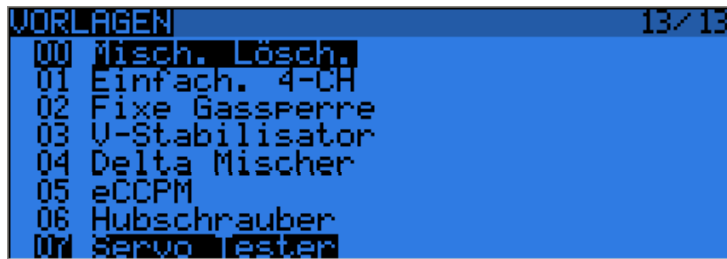 VORLAGEN 13/13
00 Misch. Lösch.
01 Einfach. 4-CH
02 Fixe Gassperre
03 V-Stabilisator
04 Delta Mischer
05 eCCPM
06 Hubschrauber
07 Servo Tester